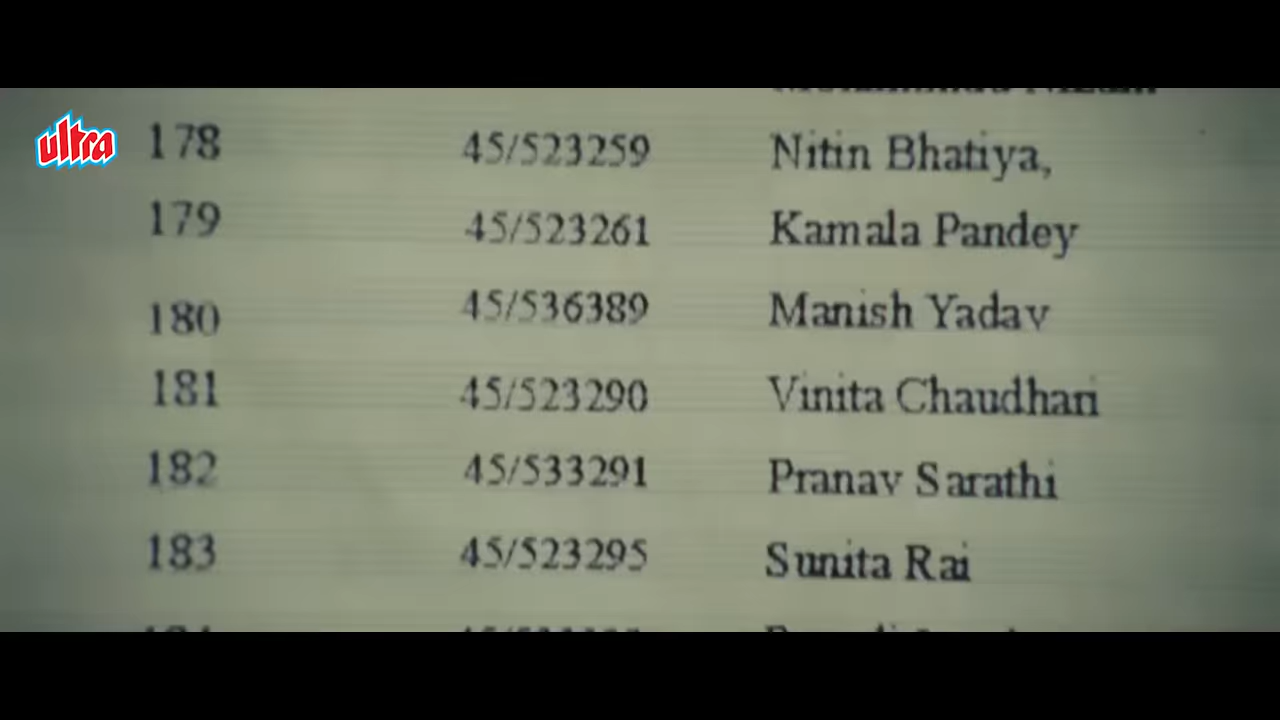 ultra
178 45/523259 Nitin Bhatiya,
179 45/523261 Kamala Pandey
180 45/536389 Manish Yadav
181 45/523290 Vinita Chaudhari
182 45/533291 Pranav Sarathi
183 45/523295 Sunita Rai